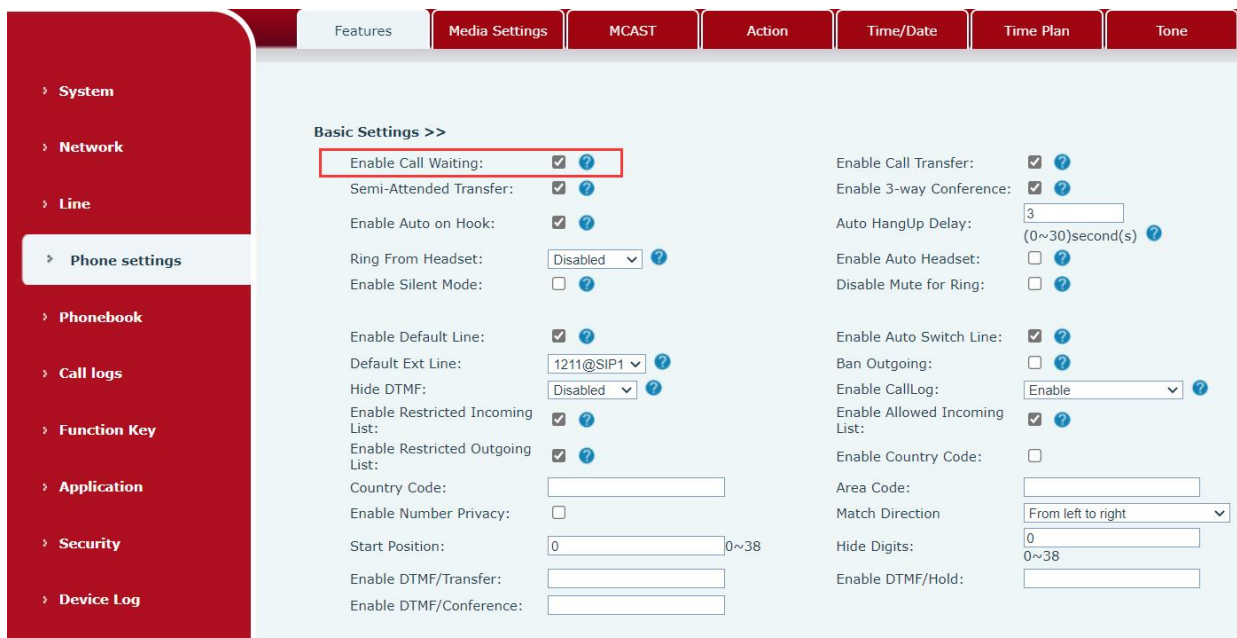 Features
Media Settings
MCAST
Action
Time/Date
Time Plan
Tone
System
Network
Line
Phone settings
Phonebook
Call logs
Function Key
Application
Security
Device Log
Basic Settings >>
Enable Call Waiting: ?
Enable Call Transfer: ?
Semi-Attended Transfer: ?
Enable 3-way Conference: ?
Enable Auto on Hook: ?
Auto HangUp Delay: 3
(0~30)second(s) ?
Ring From Headset: Disabled ?
Enable Auto Headset: ?
Enable Silent Mode: ?
Disable Mute for Ring: ?
Enable Default Line: ?
Enable Auto Switch Line: ?
Default Ext Line: 1211@SIP1 ?
Ban Outgoing: ?
Hide DTMF: Disabled ?
Enable CallLog: Enable ?
Enable Restricted Incoming
List: ?
Enable Allowed Incoming
List: ?
Enable Restricted Outgoing
List: ?
Enable Country Code:
Country Code:
Area Code:
Enable Number Privacy:
Match Direction From left to right
Start Position: 0 0~38
Hide Digits: 0
0~38
Enable DTMF/Transfer:
Enable DTMF/Hold:
Enable DTMF/Conference: